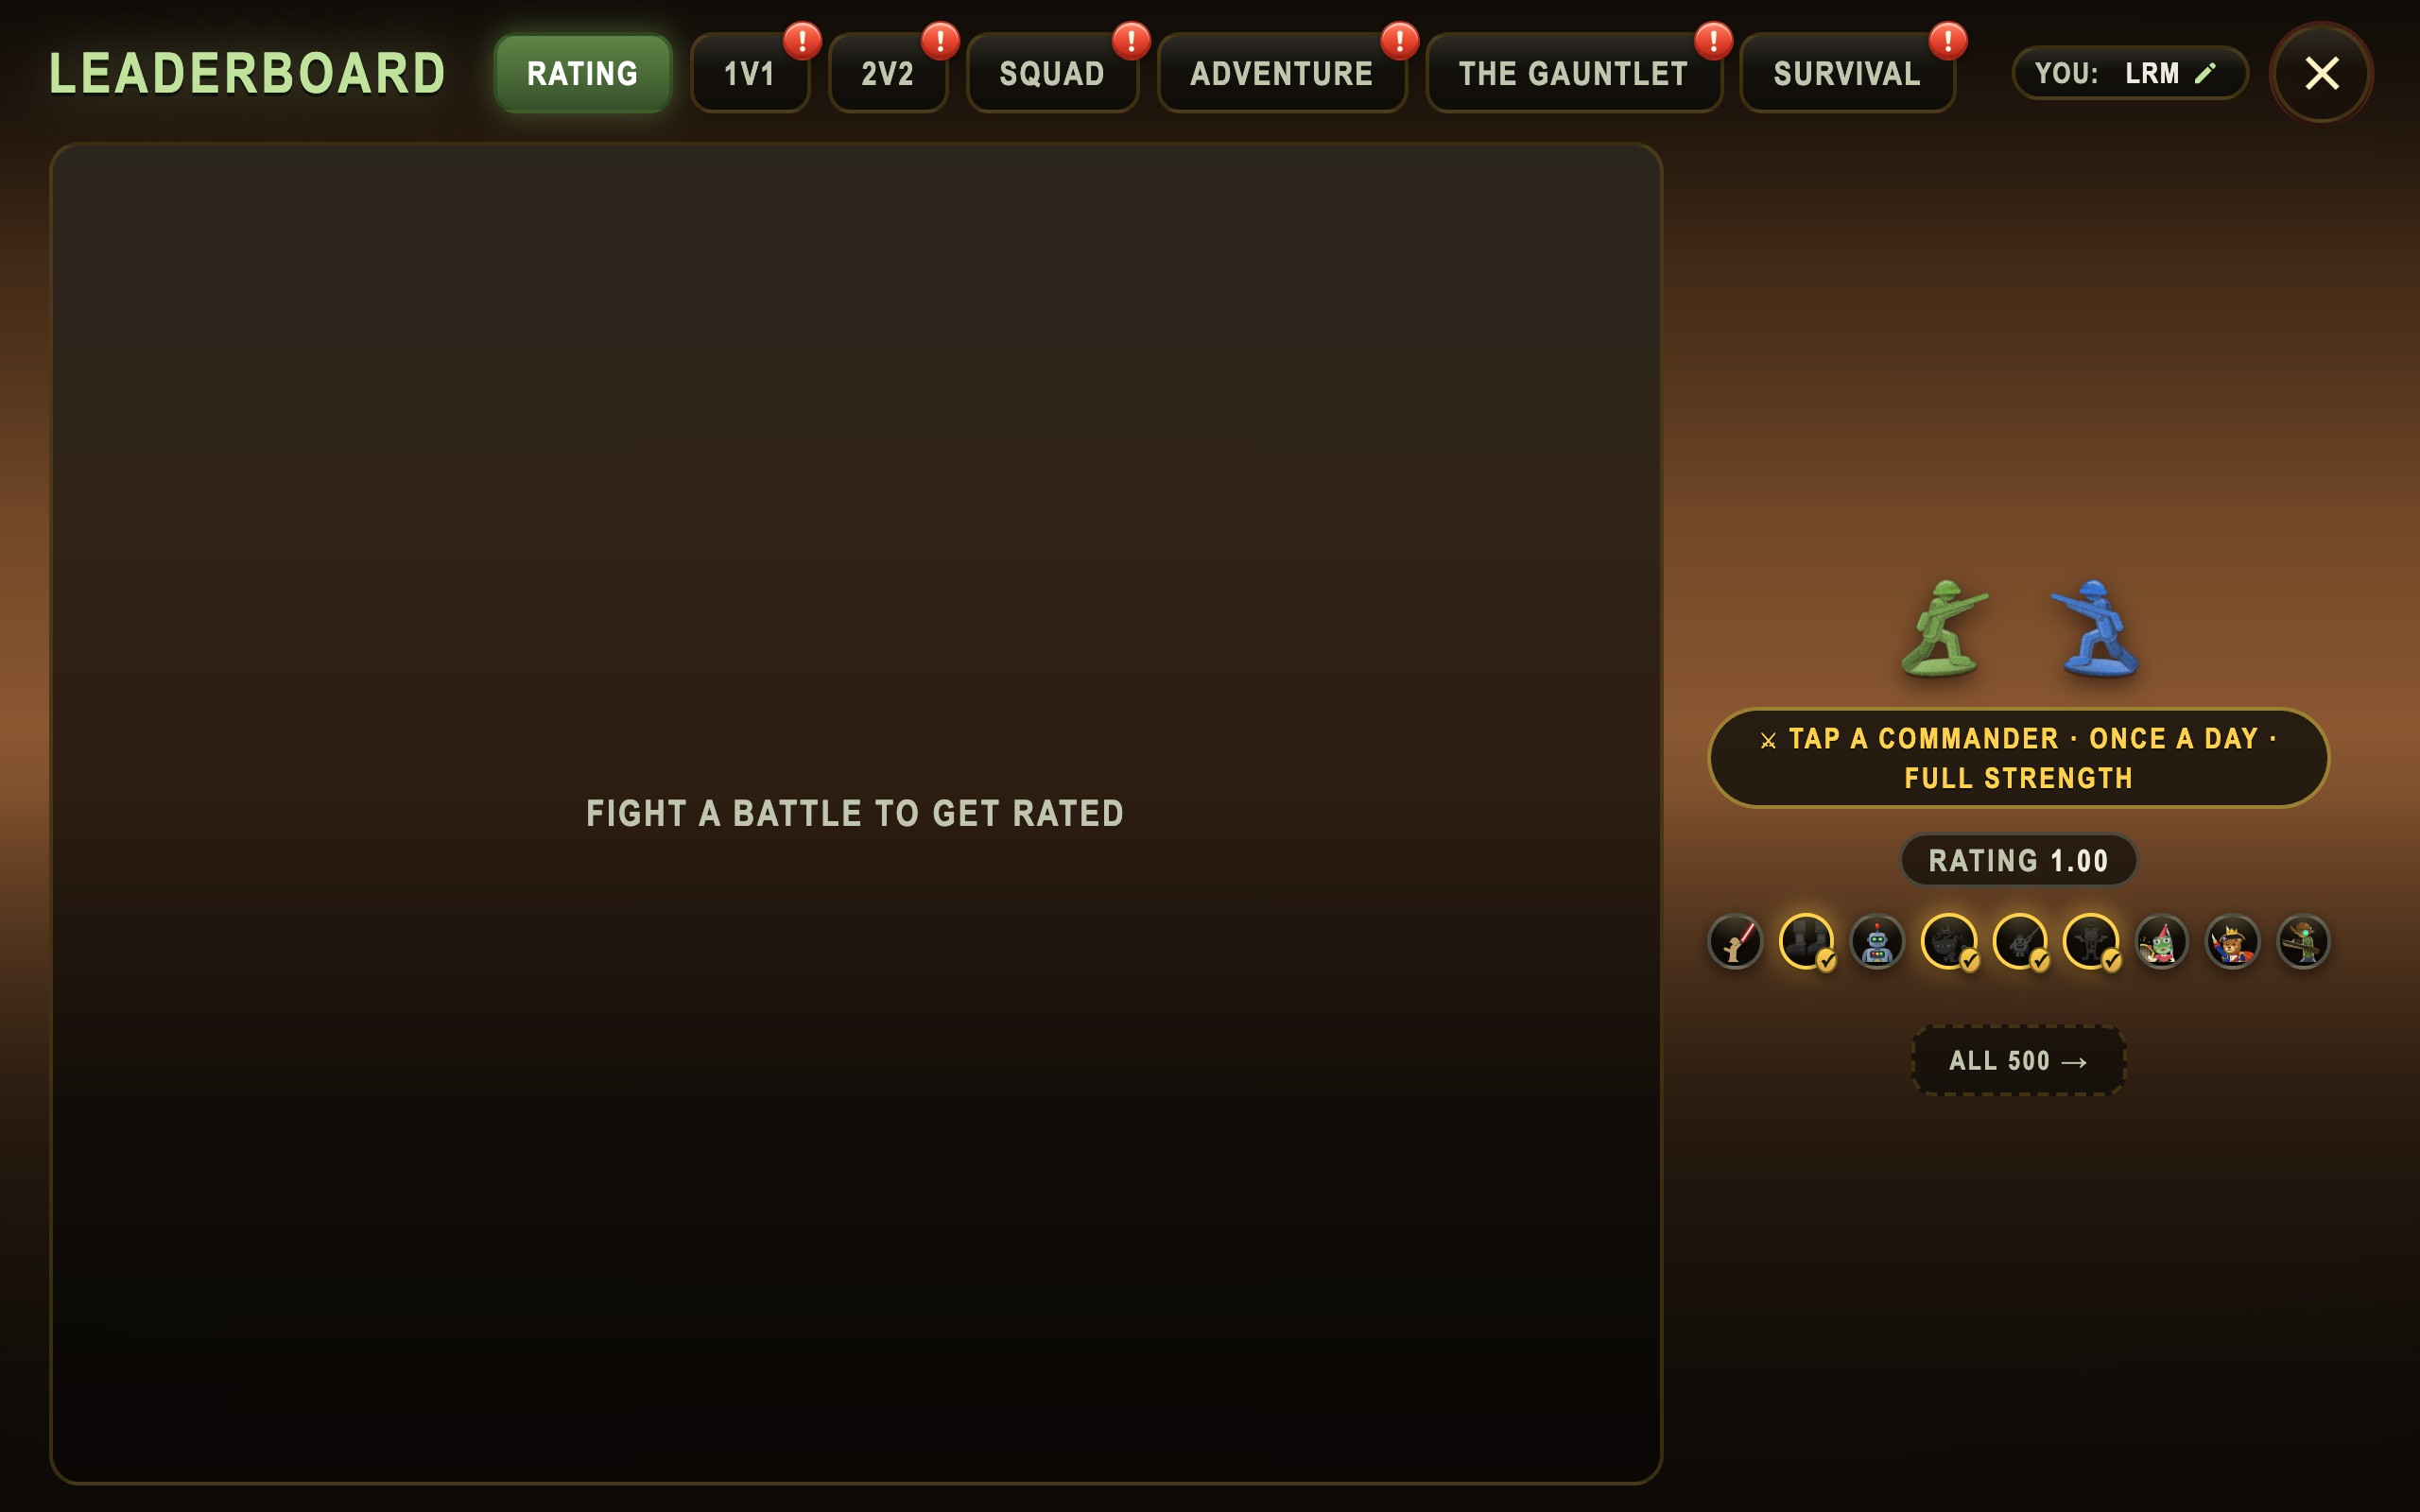 LEADERBOARD
RATING
1V1
!
2V2
!
SQUAD
!
ADVENTURE
!
THE GAUNTLET
!
SURVIVAL
!
YOU: LRM
FIGHT A BATTLE TO GET RATED
⚔ TAP A COMMANDER · ONCE A DAY ·
FULL STRENGTH
RATING 1.00
ALL 500 →